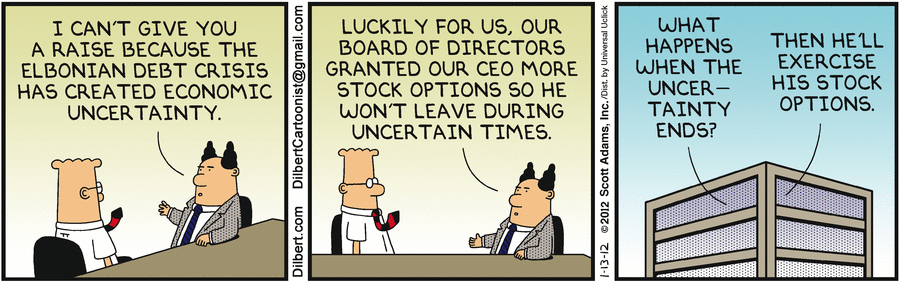 I CAN'T GIVE YOU
A RAISE BECAUSE THE
ELBONIAN DEBT CRISIS
HAS CREATED ECONOMIC
UNCERTAINTY.
DilbertCartoonist@gmail.com
Dilbert.com
LUCKILY FOR US, OUR
BOARD OF DIRECTORS
GRANTED OUR CEO MORE
STOCK OPTIONS SO HE
WON'T LEAVE DURING
UNCERTAIN TIMES.
1-13-12 © 2012 Scott Adams, Inc. /Dist. by Universal Uclick
WHAT
HAPPENS
WHEN THE
UNCER-
TAINTY
ENDS?
THEN HE'LL
EXERCISE
HIS STOCK
OPTIONS.